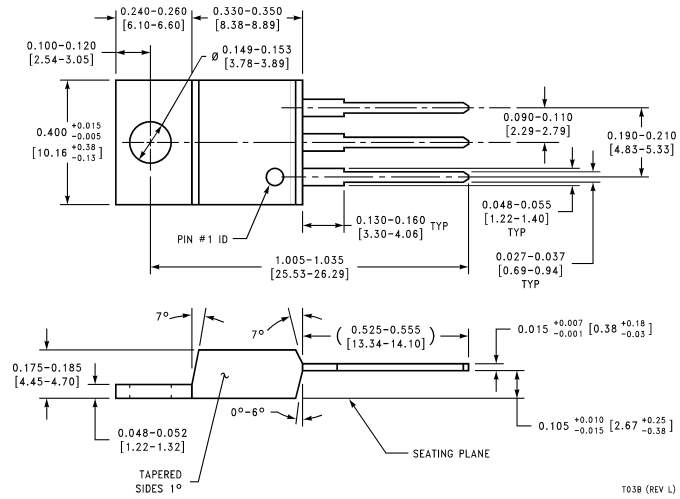 0.240-0.260
[6.10-6.60]
0.330-0.350
[8.38-8.89]
0.100-0.120
[2.54-3.05]
Ø 0.149-0.153
[3.78-3.89]
0.400 +0.015 -0.005
[10.16 +0.38 -0.13]
0.090-0.110
[2.29-2.79]
0.190-0.210
[4.83-5.33]
0.048-0.055
[1.22-1.40]
TYP
0.130-0.160 TYP
[3.30-4.06]
PIN #1 ID
0.027-0.037
[0.69-0.94]
TYP
1.005-1.035
[25.53-26.29]
7°
7°
(0.525-0.555)
[13.34-14.10]
0.015 +0.007 -0.001 [0.38 +0.18 -0.03]
0.175-0.185
[4.45-4.70]
0°-6°
0.105 +0.010 -0.015 [2.67 +0.25 -0.38]
0.048-0.052
[1.22-1.32]
SEATING PLANE
TAPERED
SIDES 1°
T03B (REV L)